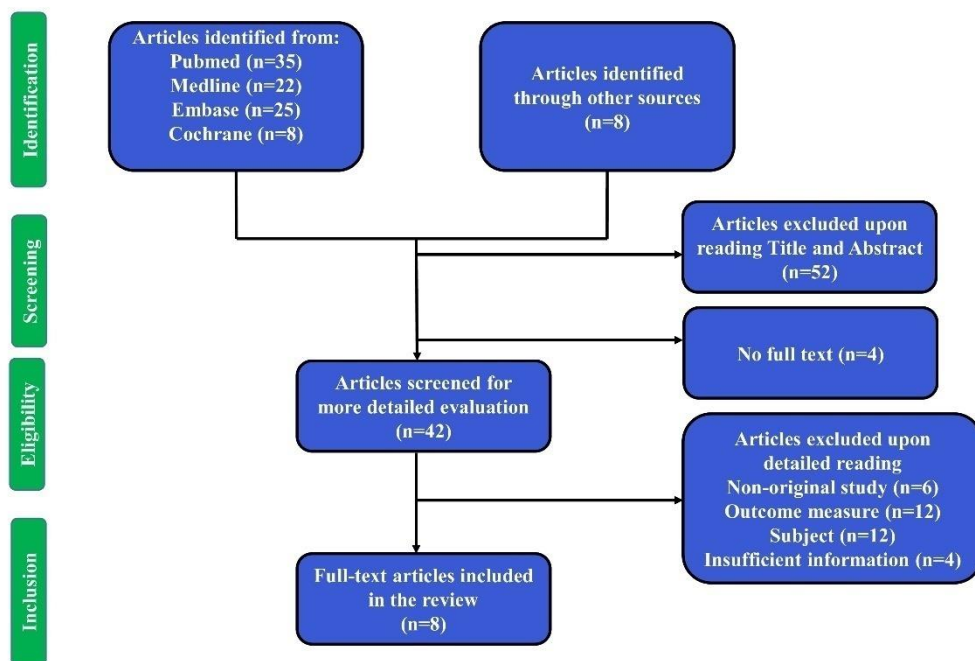 Identification
Articles identified from:
Pubmed (n=35)
Medline (n=22)
Embase (n=25)
Cochrane (n=8)
Articles identified
through other sources
(n=8)
Screening
Articles excluded upon
reading Title and Abstract
(n=52)
No full text (n=4)
Eligibility
Articles screened for
more detailed evaluation
(n=42)
Articles excluded upon
detailed reading
Non-original study (n=6)
Outcome measure (n=12)
Subject (n=12)
Insufficient information (n=4)
Inclusion
Full-text articles included
in the review
(n=8)